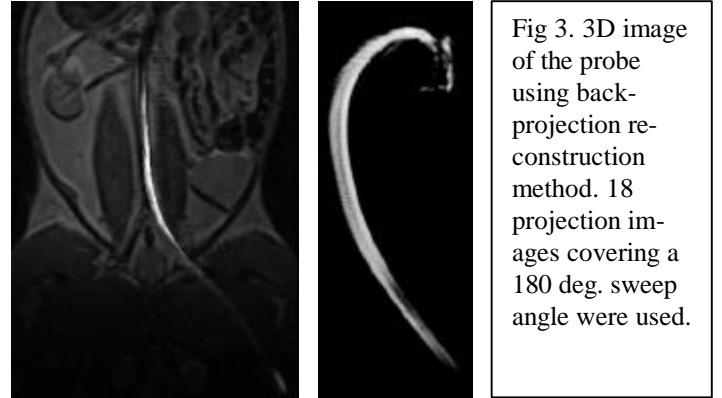 Fig 3. 3D image
of the probe
using back-
projection re-
construction
method. 18
projection im-
ages covering a
180 deg. sweep
angle were used.